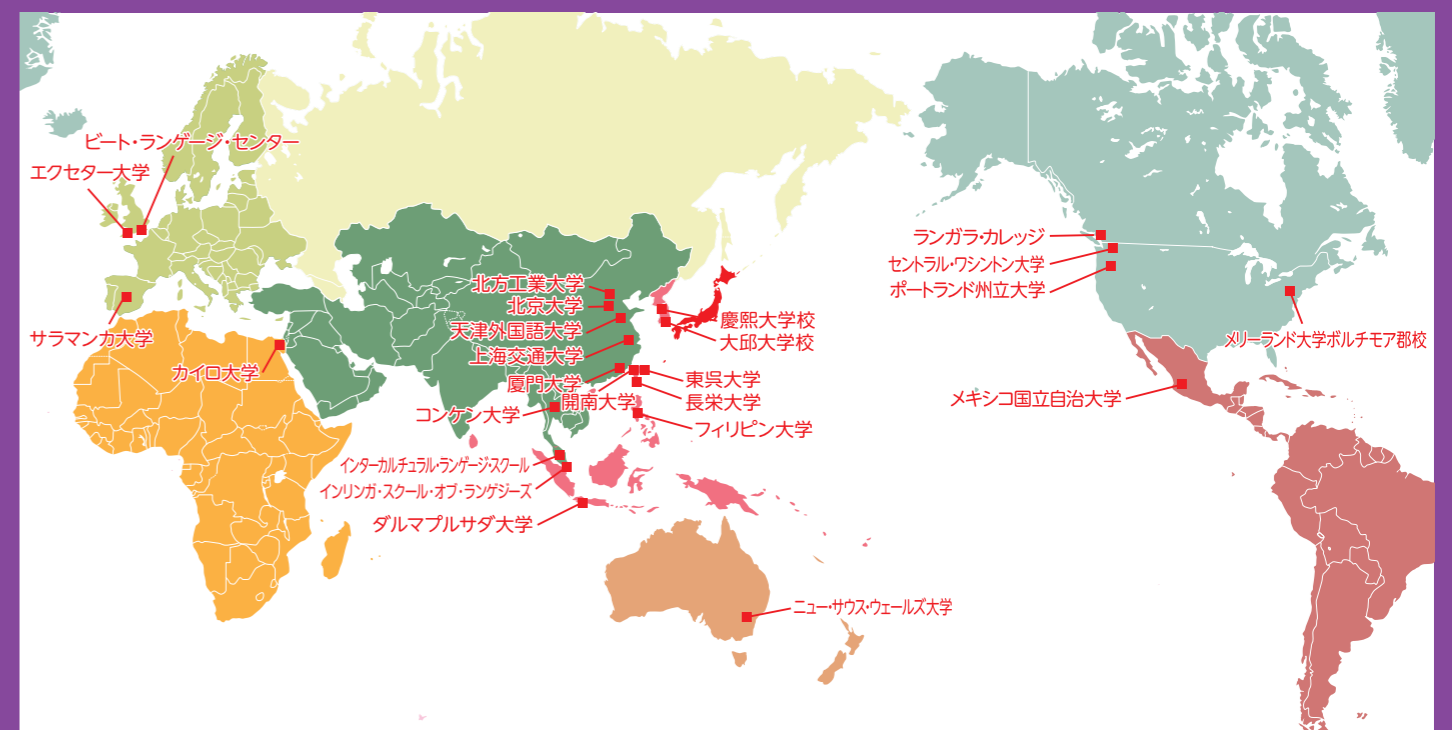 ビート・ランゲージ・センター
エクセター大学
サラマンカ大学
カイロ大学
北方工業大学
北京大学
天津外国語大学
上海交通大学
厦門大学
開南大学
コンケン大学
慶熙大学校
大邱大学校
東呉大学
長栄大学
フィリピン大学
インターカルチュラル・ランゲージ・スクール
インリンガ・スクール・オブ・ランゲジーズ
ダルマプルサダ大学
ニュー・サウス・ウェールズ大学
ランガラ・カレッジ
セントラル・ワシントン大学
ポートランド州立大学
メリーランド大学ボルチモア郡校
メキシコ国立自治大学